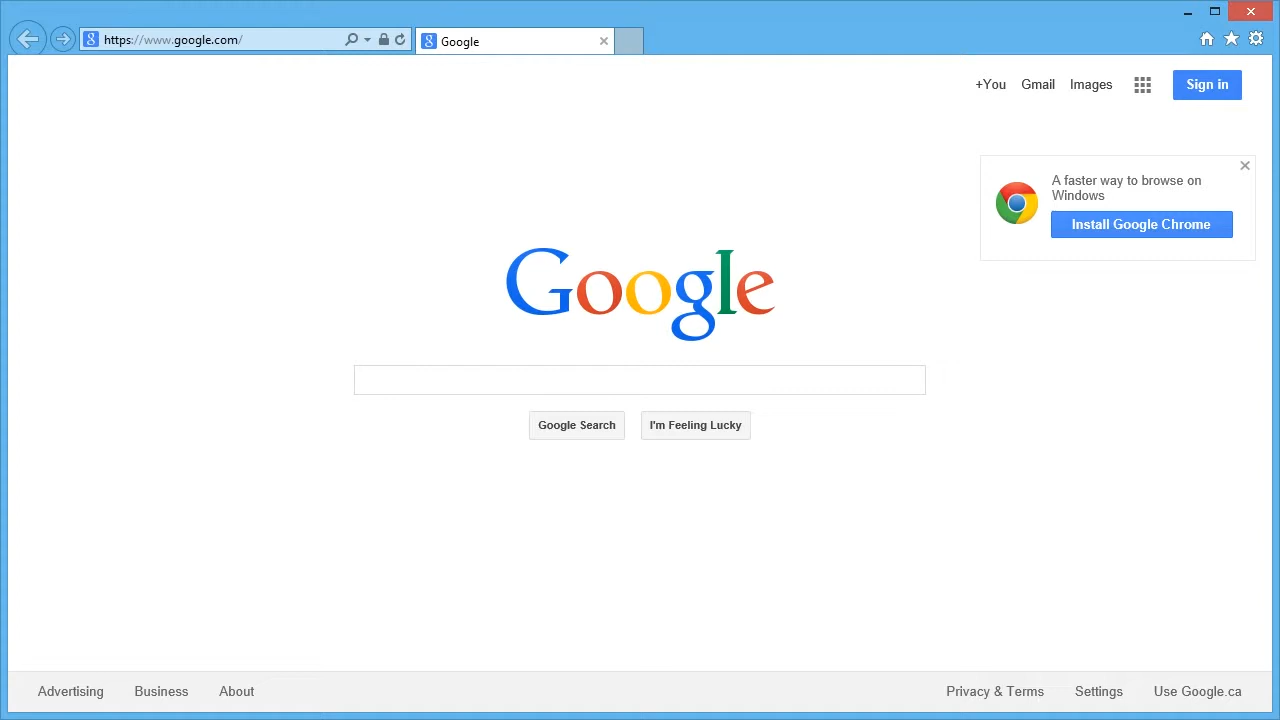 https://www.google.com/
Google
+You Gmail Images Sign in
A faster way to browse on
Windows
Install Google Chrome
Google
Google Search I'm Feeling Lucky
Advertising Business About Privacy & Terms Settings Use Google.ca